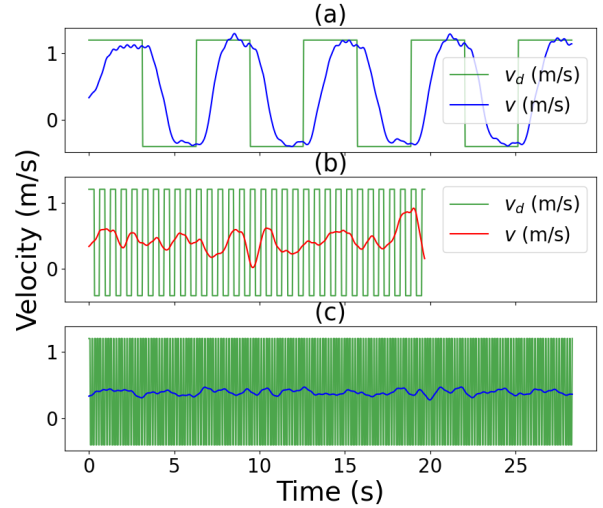 (a)
1
0
v_d (m/s)
v (m/s)
(b)
1
0
v_d (m/s)
v (m/s)
(c)
1
0
0 5 10 15 20 25
Time (s)
Velocity (m/s)